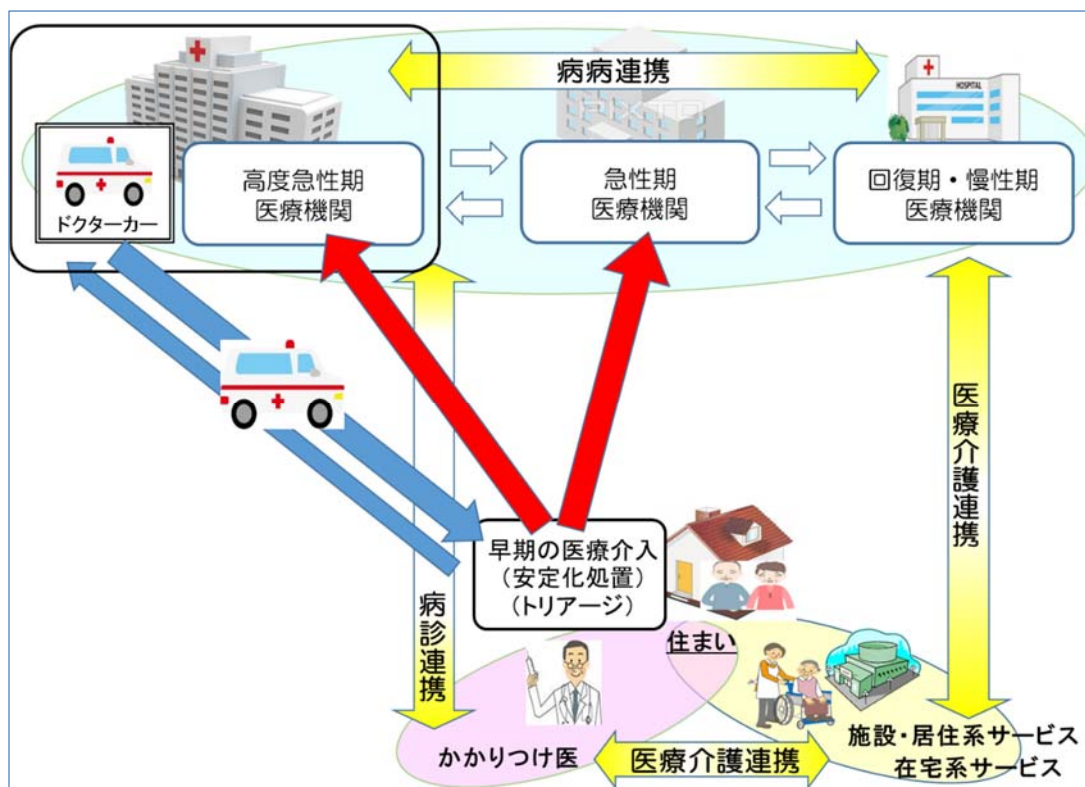 病病連携
HOSPITAL
ドクターカー
高度急性期
医療機関
急性期
医療機関
回復期・慢性期
医療機関
早期の医療介入
（安定化処置）
（トリアージ）
病診連携
医療介護連携
住まい
かかりつけ医
医療介護連携
施設・居住系サービス
在宅系サービス